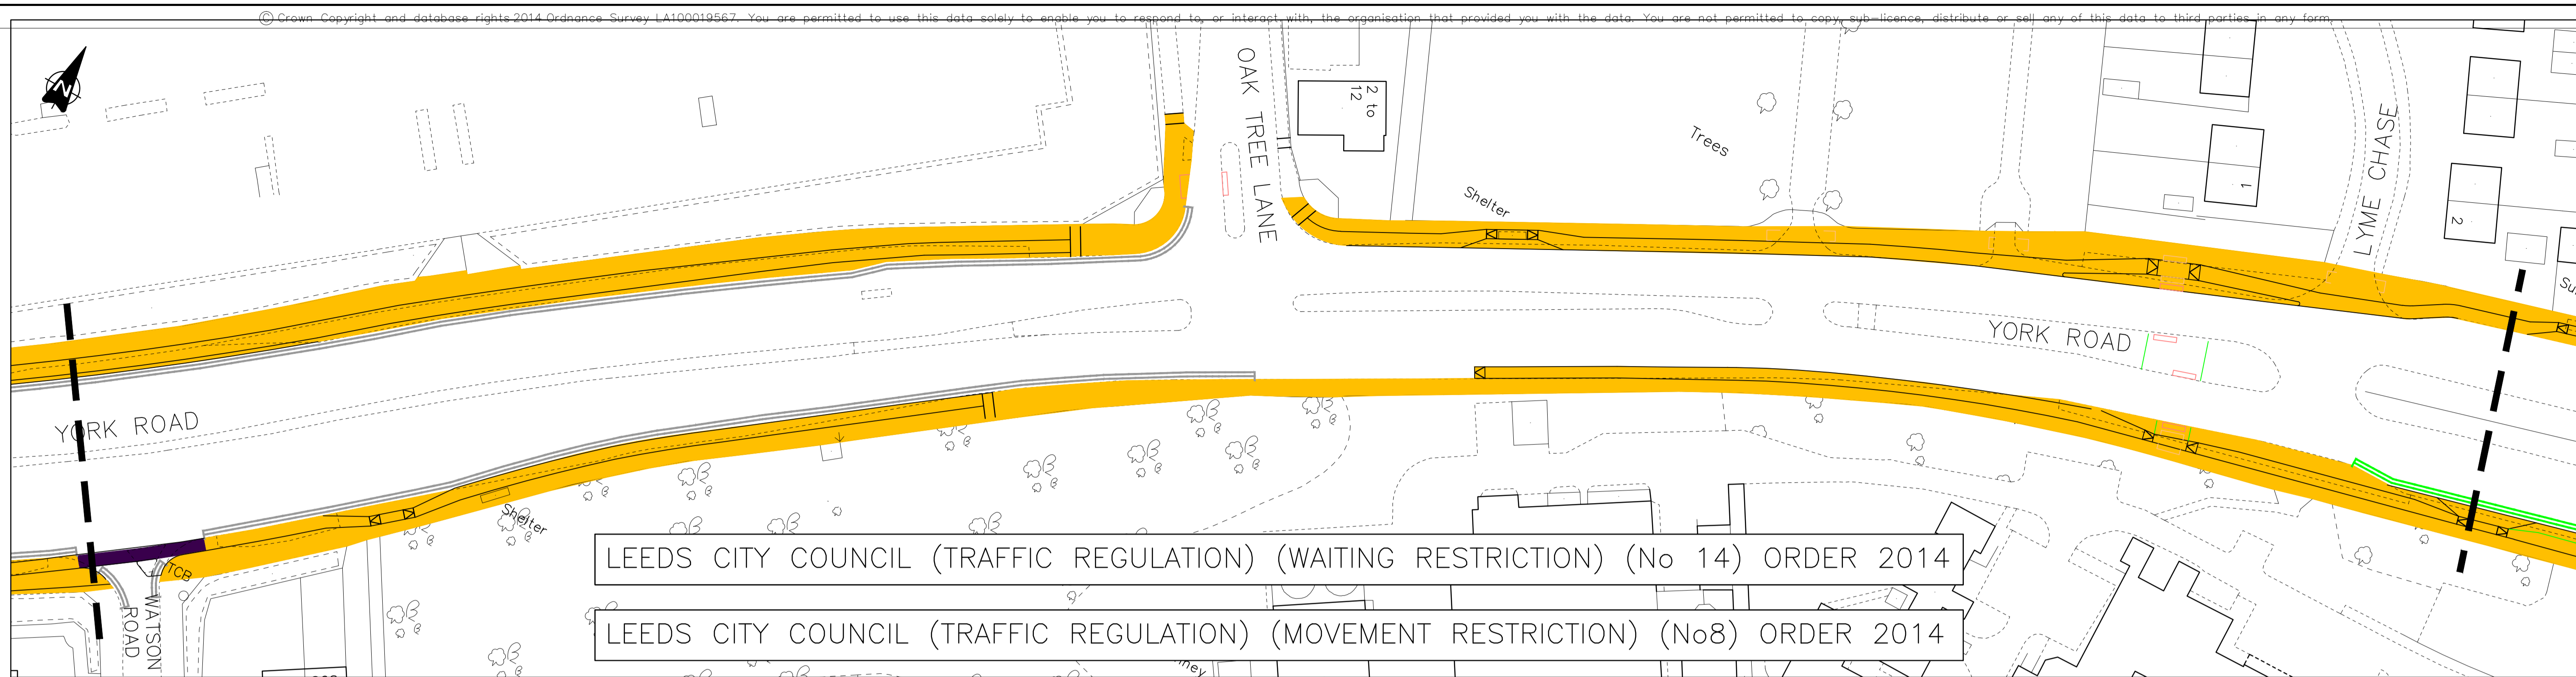 © Crown Copyright and database rights 2014 Ordnance Survey LA100019567. You are permitted to use this data solely to enable you to respond to, or interact with, the organisation that provided you with the data. You are not permitted to copy, sub-licence, distribute or sell any of this data to third parties in any form.
N
OAK TREE LANE
2 to
12
Trees
Shelter
1
LYME CHASE
2
YORK ROAD
YORK ROAD
Shelter
TCB
WATSON
ROAD
LEEDS CITY COUNCIL (TRAFFIC REGULATION) (WAITING RESTRICTION) (No 14) ORDER 2014
LEEDS CITY COUNCIL (TRAFFIC REGULATION) (MOVEMENT RESTRICTION) (No8) ORDER 2014